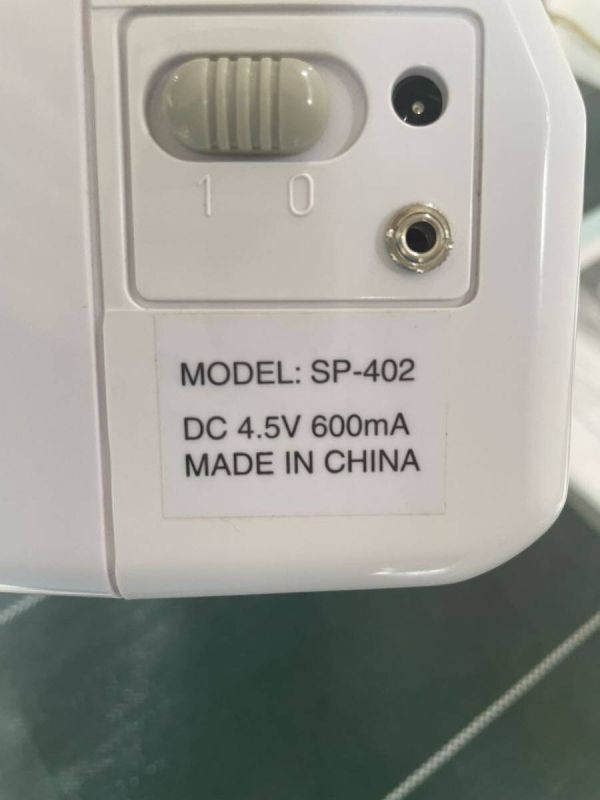 1 0
MODEL: SP-402
DC 4.5V 600mA
MADE IN CHINA